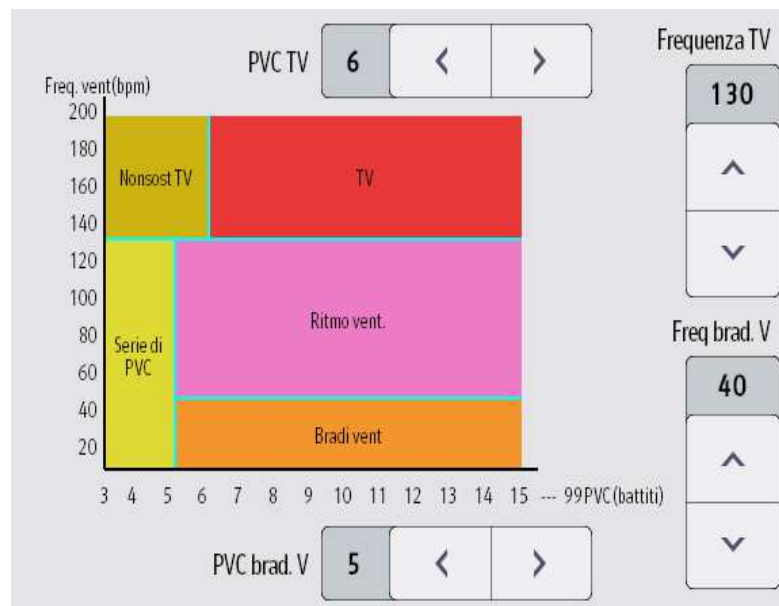 PVC TV 6
Frequenza TV
130
Freq. vent(bpm)
200
180
160
140
120
100
80
60
40
20
Nonsost TV
TV
Ritmo vent.
Serie di
PVC
Bradi vent
Freq brad. V
40
3 4 5 6 7 8 9 10 11 12 13 14 15 --- 99PVC(battiti)
PVC brad. V 5